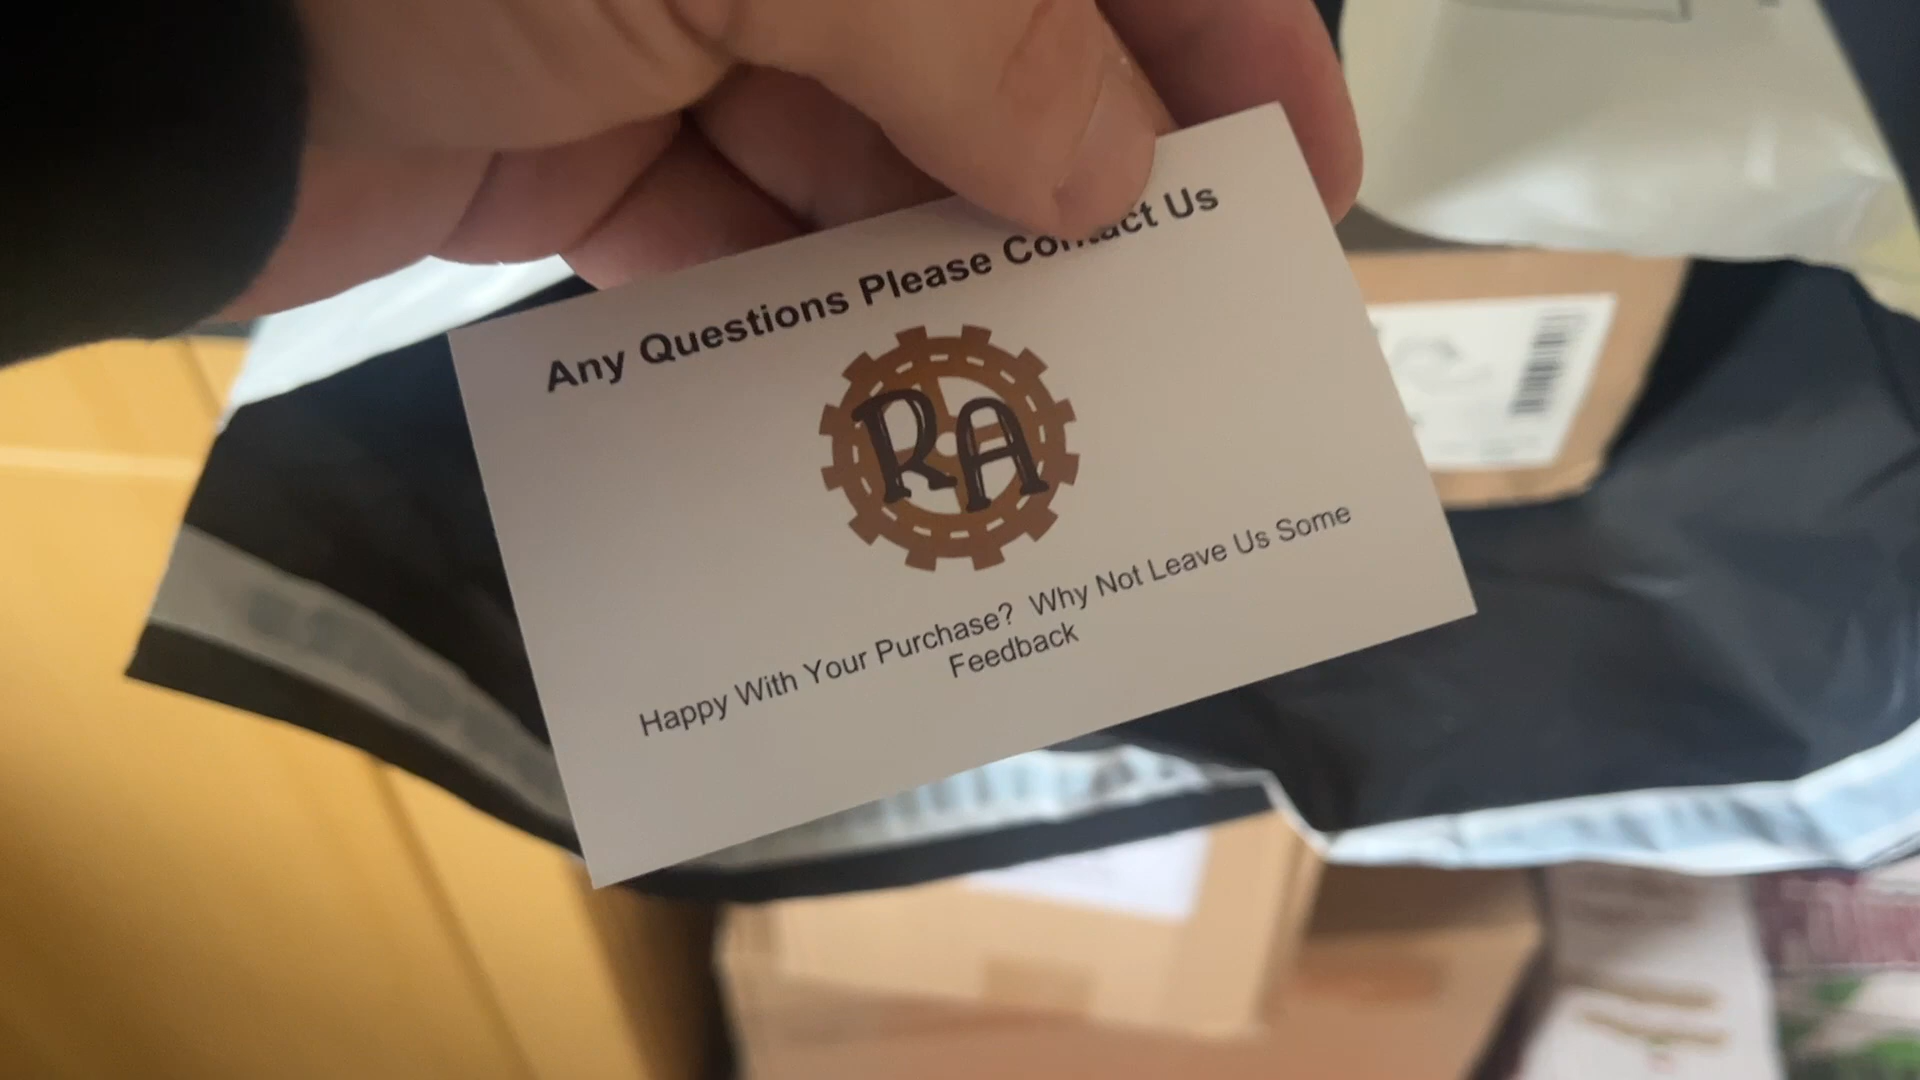 Any Questions Please Contact Us
RA
Happy With Your Purchase? Why Not Leave Us Some
Feedback